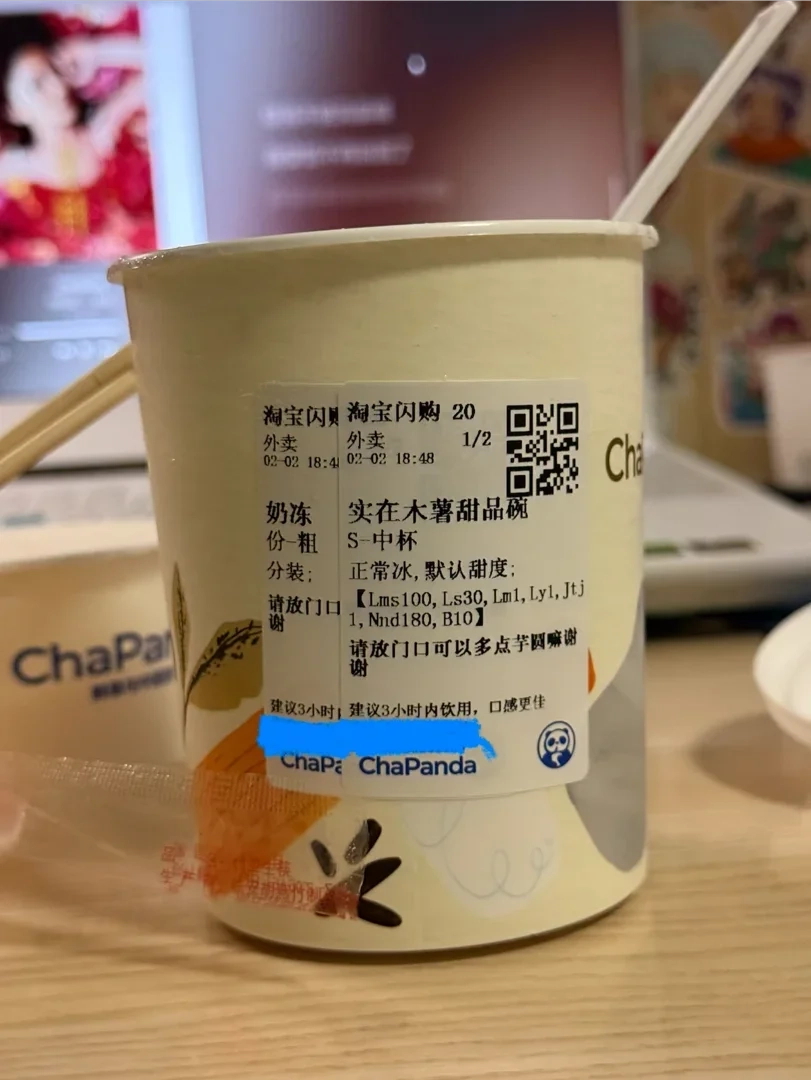 淘宝闪购 20
外卖 1/2
02-02 18:48
实在木薯甜品碗
S-中杯
正常冰,默认甜度;
【Lms100,Ls30,Lm1,Ly1,Jtj
1,Nnd180,B10】
请放门口可以多点芋圆嘛谢
谢
建议3小时内饮用，口感更佳
ChaPanda
淘宝闪
外卖
02-02 18:4
奶冻
份-粗
分装;
请放门口
谢
建议3小时
ChaPa
Cha
ChaPan